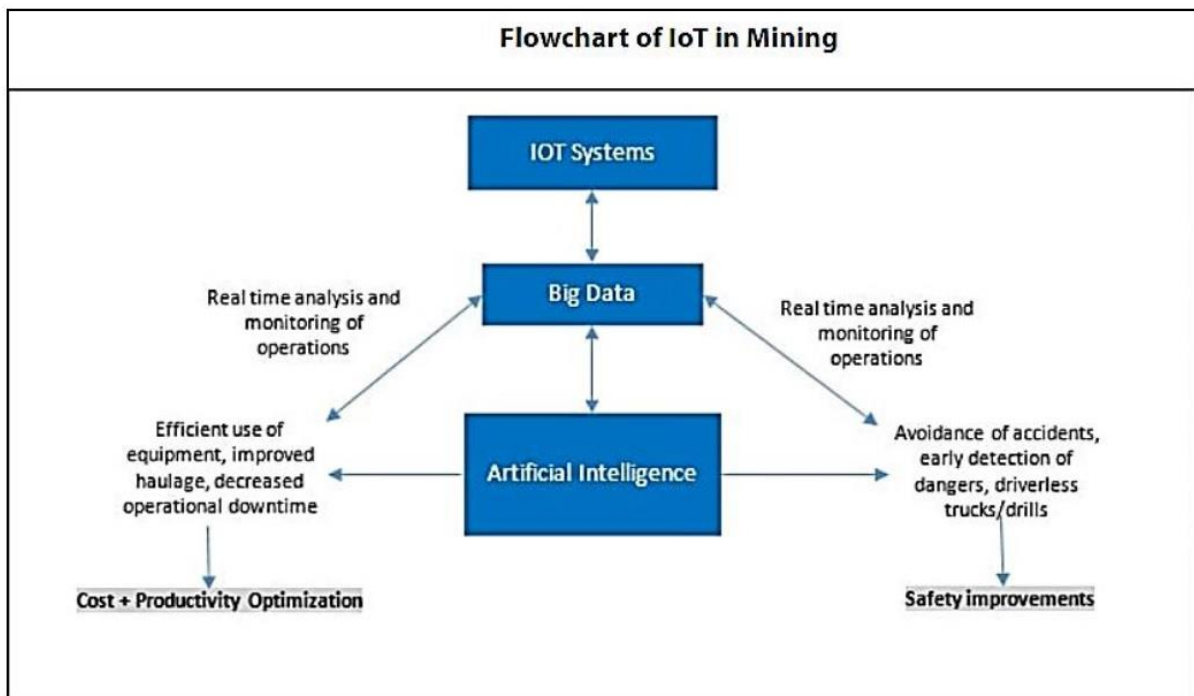 Flowchart of IoT in Mining
IOT Systems
Big Data
Real time analysis and
monitoring of
operations
Real time analysis and
monitoring of
operations
Artificial Intelligence
Efficient use of
equipment, improved
haulage, decreased
operational downtime
Avoidance of accidents,
early detection of
dangers, driverless
trucks/drills
Cost + Productivity Optimization
Safety improvements